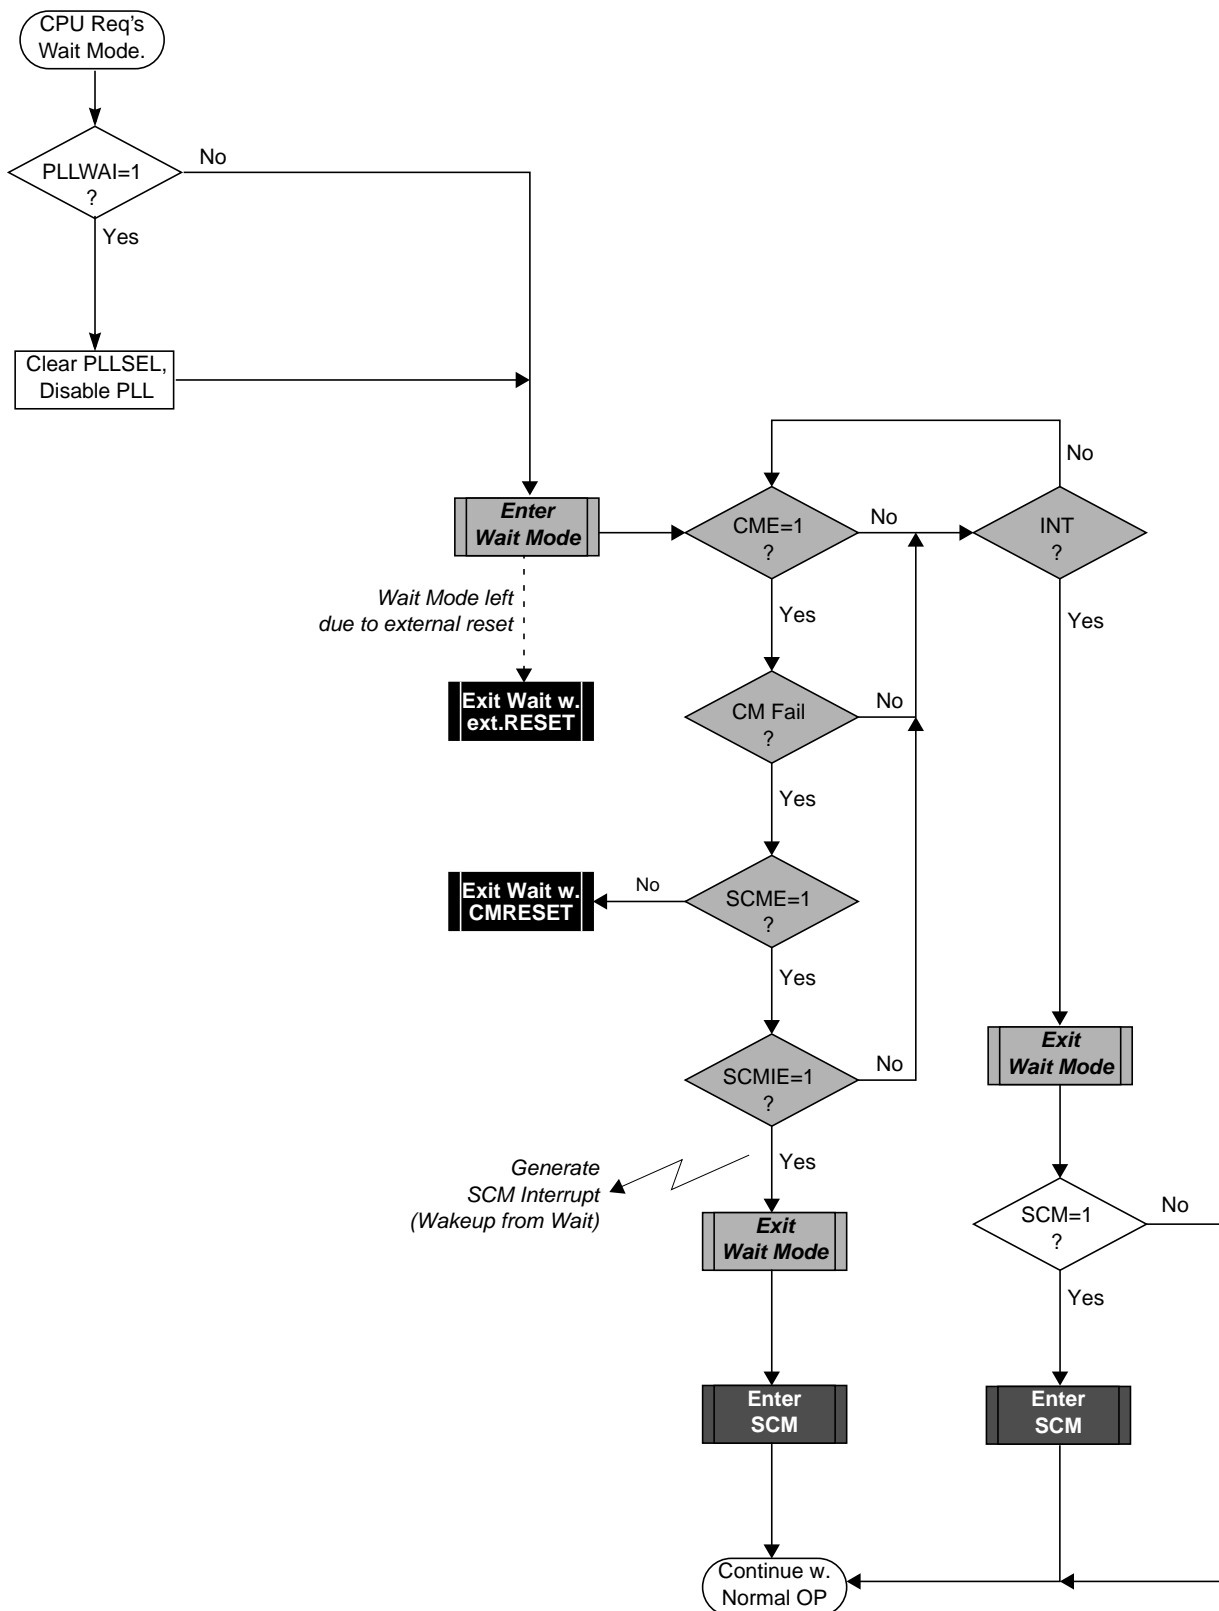 CPU Req's
Wait Mode.
PLLWAI=1
?
No
Yes
Clear PLLSEL,
Disable PLL
Enter
Wait Mode
Wait Mode left
due to external reset
Exit Wait w.
ext.RESET
CME=1
?
No
Yes
INT
?
No
Yes
CM Fail
?
No
Yes
SCME=1
?
No
Yes
Exit Wait w.
CMRESET
SCMIE=1
?
No
Yes
Generate
SCM Interrupt
(Wakeup from Wait)
Exit
Wait Mode
Enter
SCM
Exit
Wait Mode
SCM=1
?
No
Yes
Enter
SCM
Continue w.
Normal OP